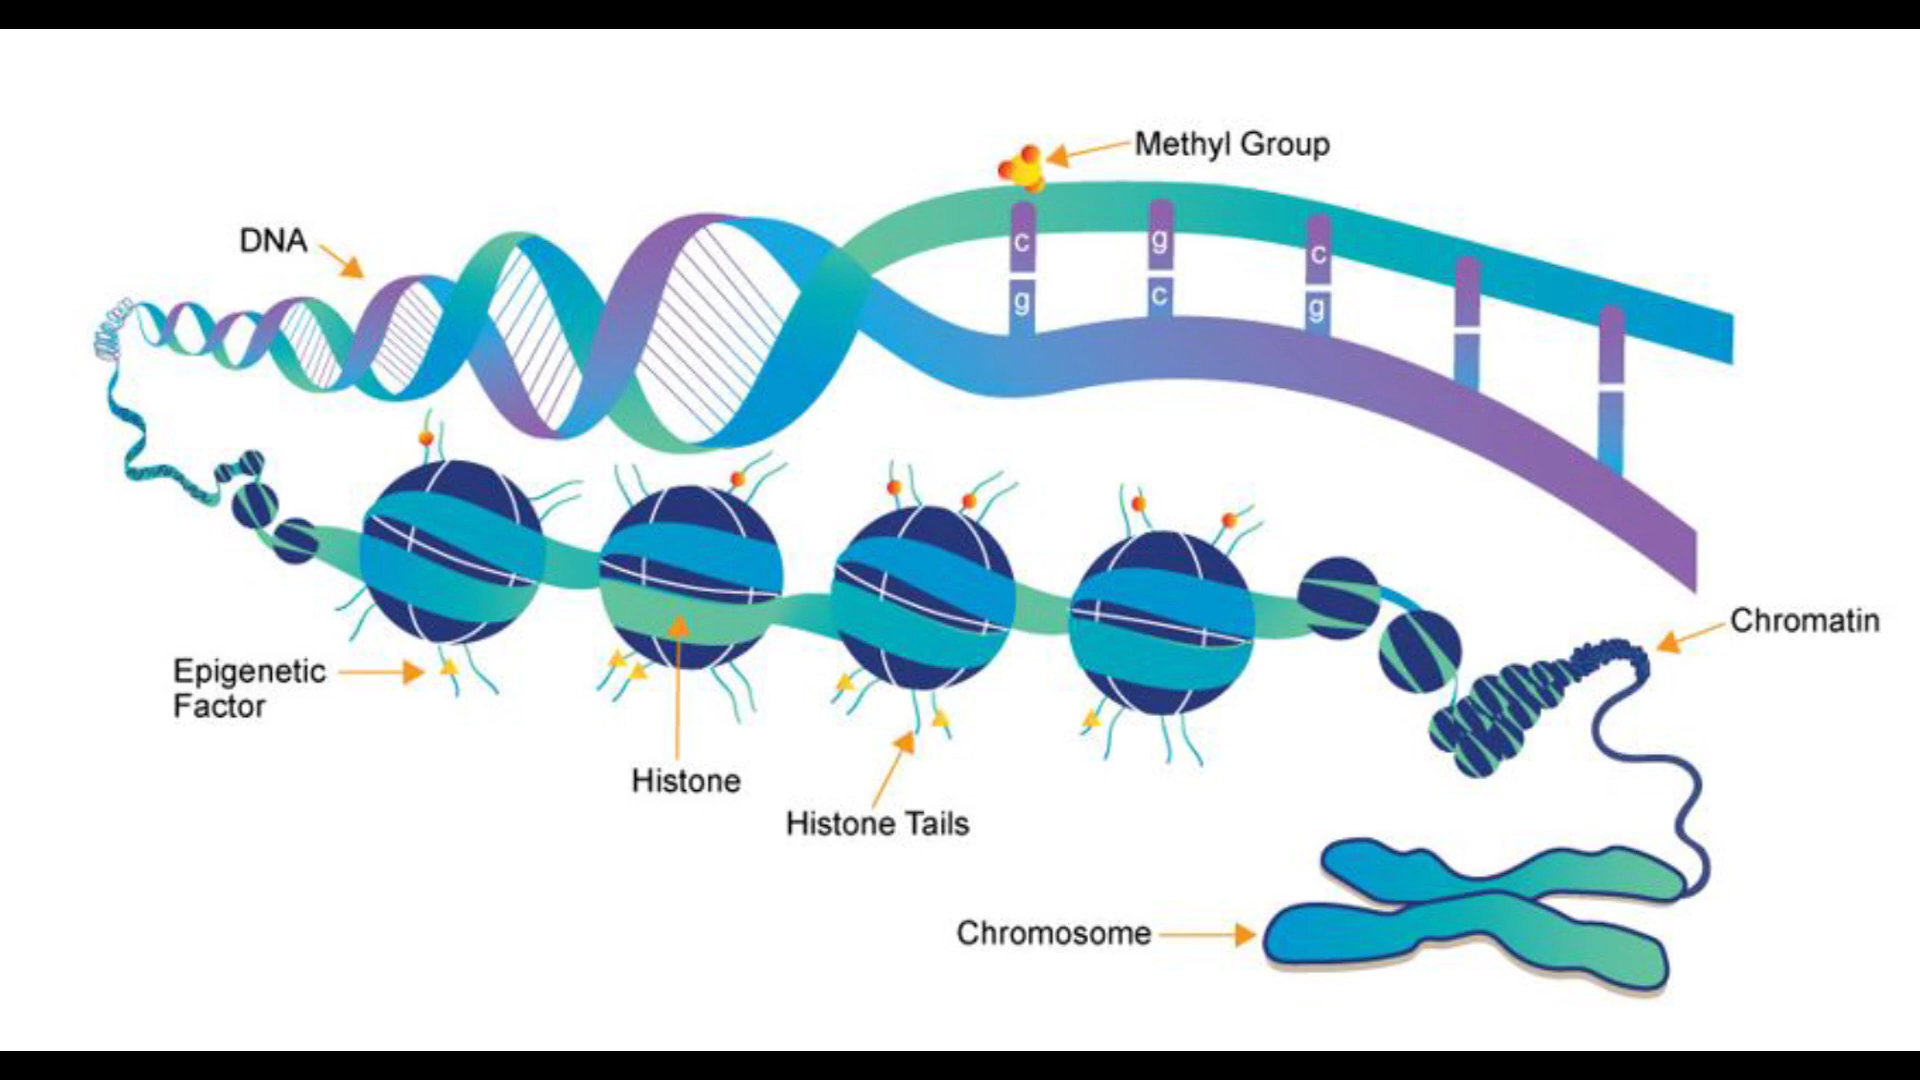 Methyl Group
DNA
c
g
c
g
c
g
Chromatin
Epigenetic
Factor
Histone
Histone Tails
Chromosome